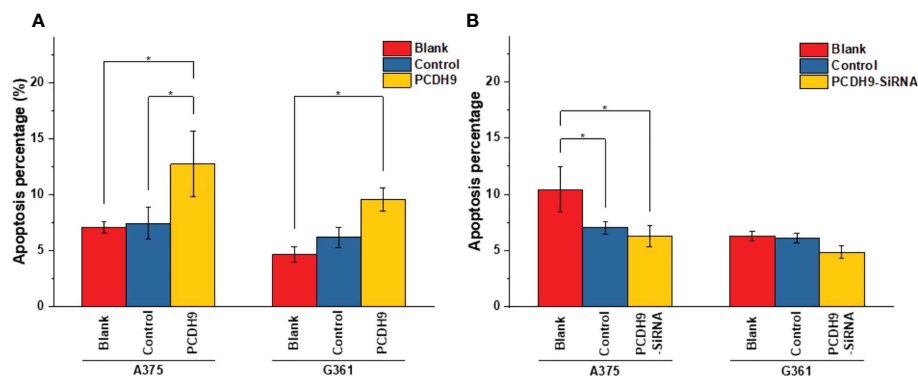 A
Blank
Control
PCDH9
Apoptosis percentage (%)
20
15
10
5
0
*
*
*
Blank
Control
PCDH9
Blank
Control
PCDH9
A375
G361
B
Blank
Control
PCDH9-SiRNA
Apoptosis percentage
20
15
10
5
0
*
*
Blank
Control
PCDH9
-SiRNA
Blank
Control
PCDH9
-SiRNA
A375
G361